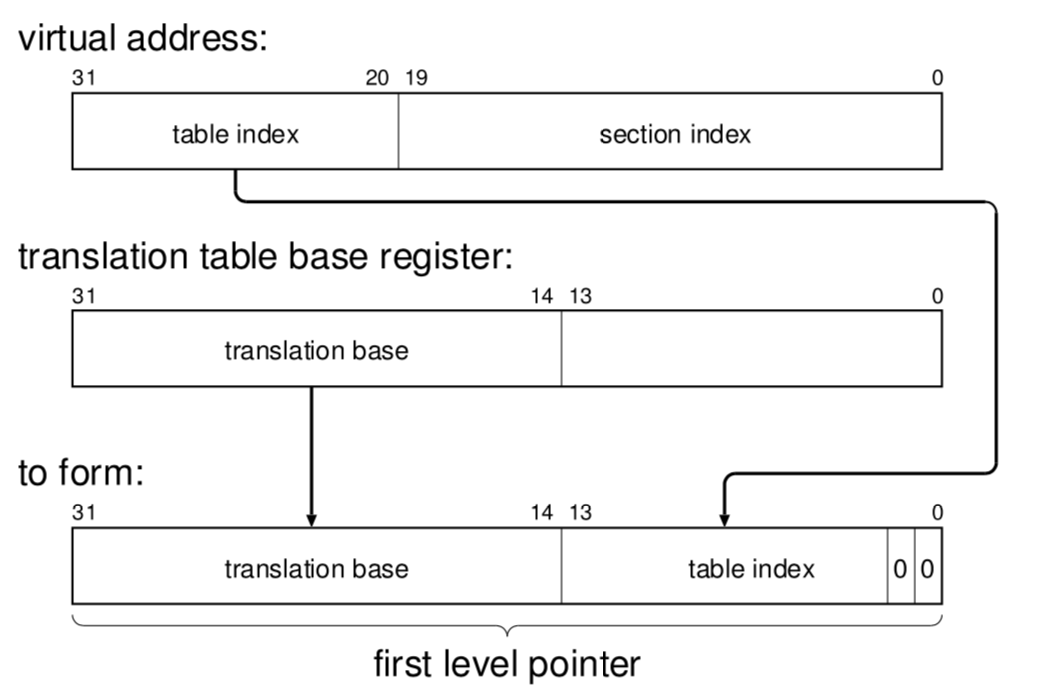 virtual address:
31 20 19 0
table index section index
translation table base register:
31 14 13 0
translation base
to form:
31 14 13 0
translation base table index 0 0
first level pointer